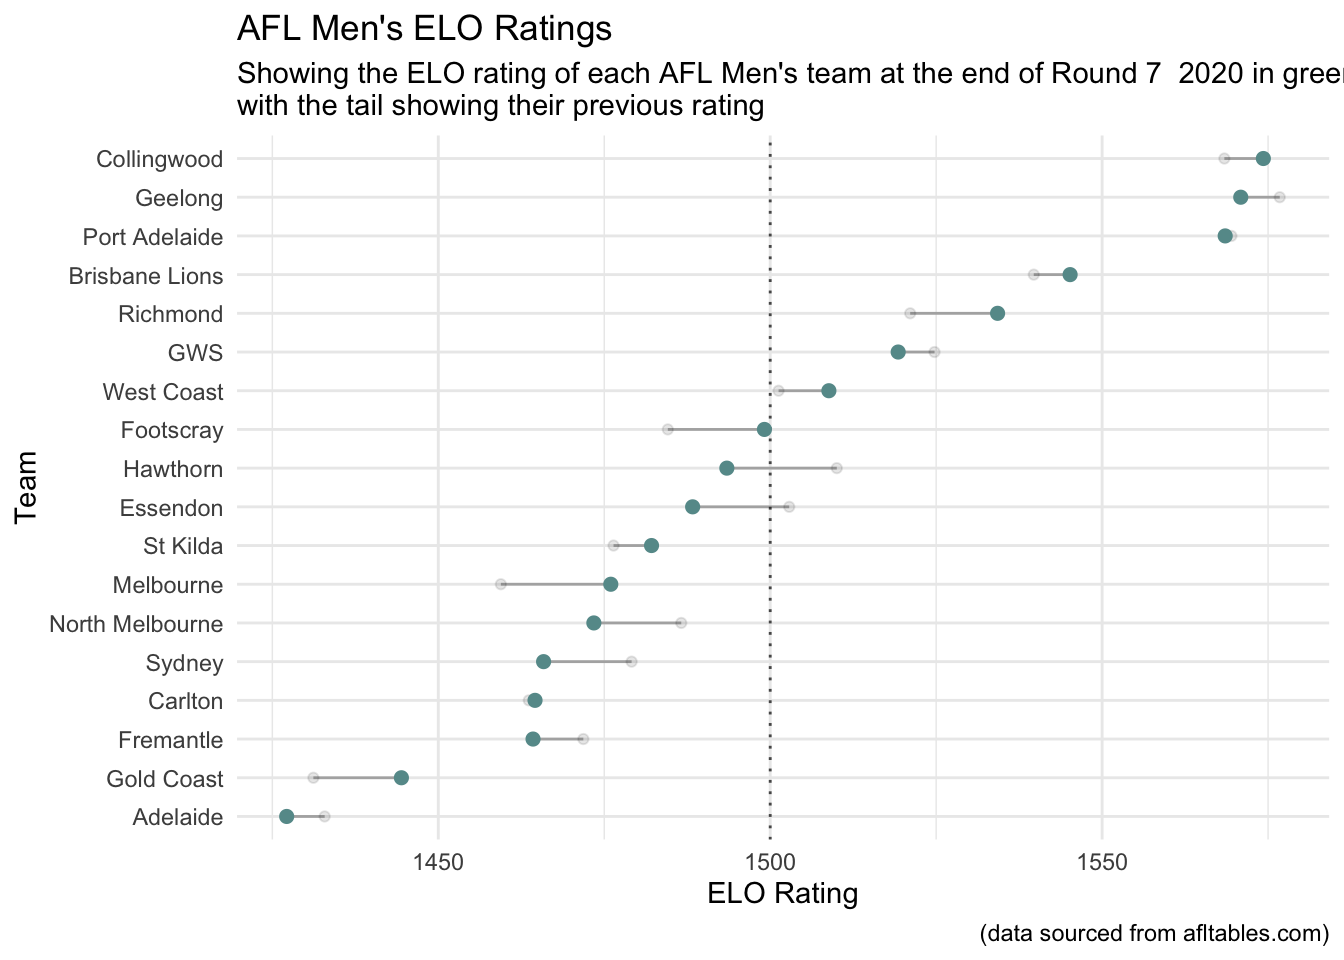 AFL Men's ELO Ratings
Showing the ELO rating of each AFL Men's team at the end of Round 7  2020 in green
with the tail showing their previous rating
Collingwood
Geelong
Port Adelaide
Brisbane Lions
Richmond
GWS
West Coast
Footscray
Hawthorn
Essendon
St Kilda
Melbourne
North Melbourne
Sydney
Carlton
Fremantle
Gold Coast
Adelaide
Team
1450 1500 1550
ELO Rating
(data sourced from afltables.com)